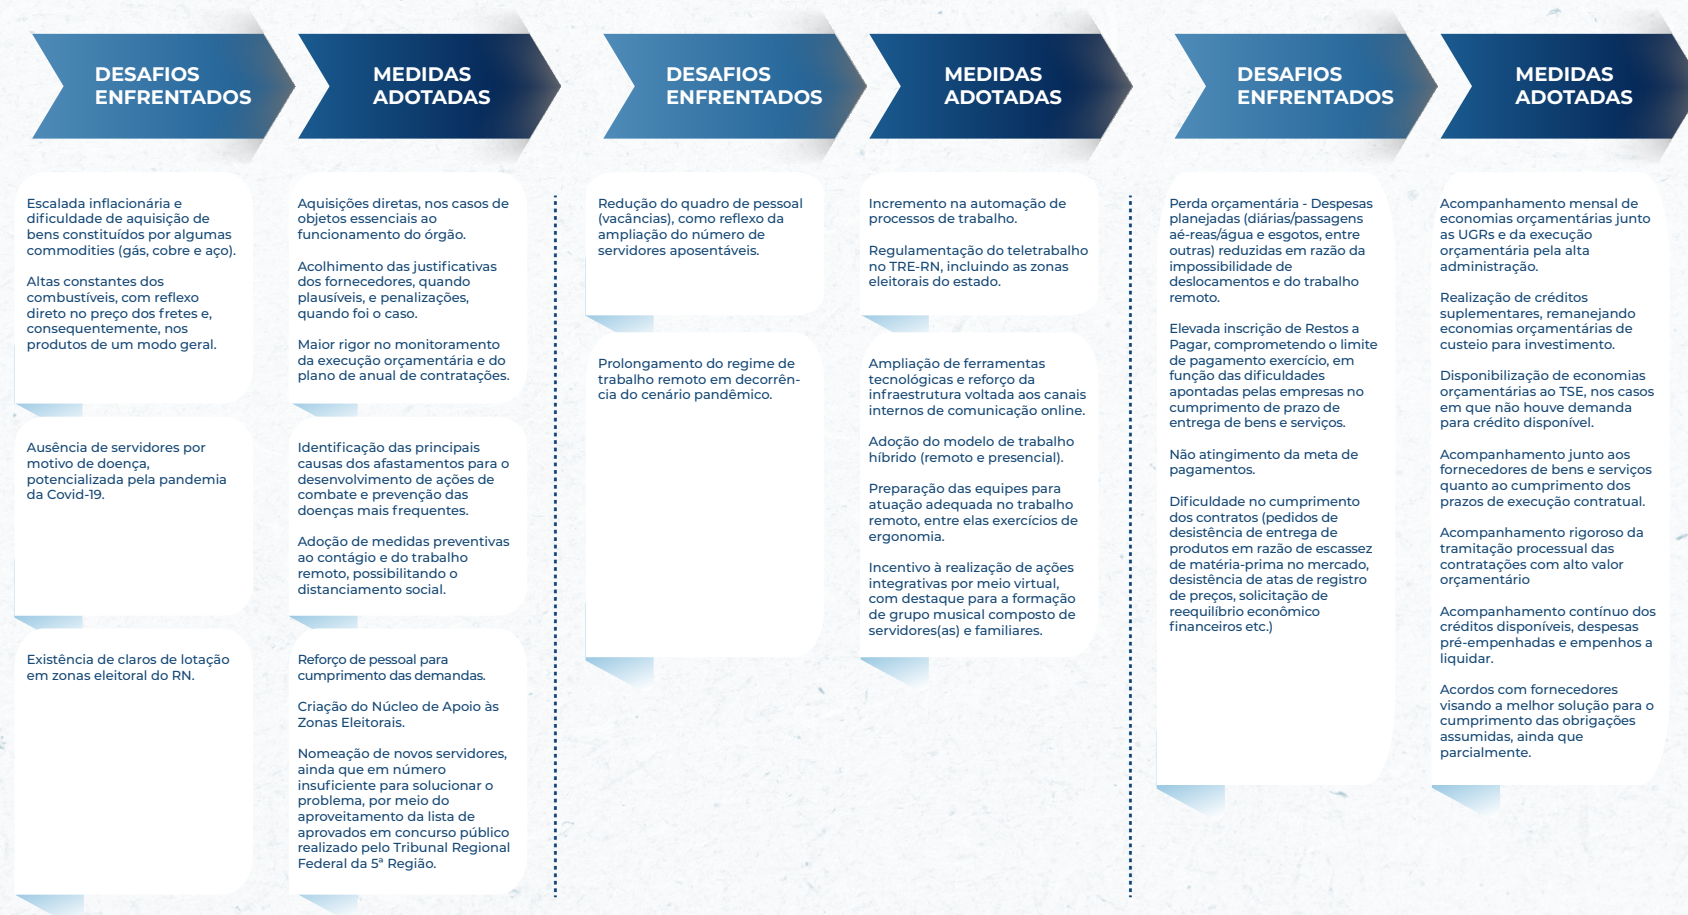 DESAFIOS
ENFRENTADOS
MEDIDAS
ADOTADAS
Escalada inflacionária e
dificuldade de aquisição de
bens constituídos por algumas
commodities (gás, cobre e aço).
Altas constantes dos
combustíveis, com reflexo
direto no preço dos fretes e,
consequentemente, nos
produtos de um modo geral.
Aquisições diretas, nos casos de
objetos essenciais ao
funcionamento do órgão.
Acolhimento das justificativas
dos fornecedores, quando
plausíveis, e penalizações,
quando foi o caso.
Maior rigor no monitoramento
da execução orçamentária e do
plano de anual de contratações.
Ausência de servidores por
motivo de doença,
potencializada pela pandemia
da Covid-19.
Identificação das principais
causas dos afastamentos para o
desenvolvimento de ações de
combate e prevenção das
doenças mais frequentes.
Adoção de medidas preventivas
ao contágio e do trabalho
remoto, possibilitando o
distanciamento social.
Existência de claros de lotação
em zonas eleitoral do RN.
Reforço de pessoal para
cumprimento das demandas.
Criação do Núcleo de Apoio às
Zonas Eleitorais.
Nomeação de novos servidores,
ainda que em número
insuficiente para solucionar o
problema, por meio do
aproveitamento da lista de
aprovados em concurso público
realizado pelo Tribunal Regional
Federal da 5ª Região.
DESAFIOS
ENFRENTADOS
MEDIDAS
ADOTADAS
Redução do quadro de pessoal
(vacâncias), como reflexo da
ampliação do número de
servidores aposentáveis.
Incremento na automação de
processos de trabalho.
Regulamentação do teletrabalho
no TRE-RN, incluindo as zonas
eleitorais do estado.
Prolongamento do regime de
trabalho remoto em decorrên-
cia do cenário pandêmico.
Ampliação de ferramentas
tecnológicas e reforço da
infraestrutura voltada aos canais
internos de comunicação online.
Adoção do modelo de trabalho
híbrido (remoto e presencial).
Preparação das equipes para
atuação adequada no trabalho
remoto, entre elas exercícios de
ergonomia.
Incentivo à realização de ações
integrativas por meio virtual,
com destaque para a formação
de grupo musical composto de
servidores(as) e familiares.
DESAFIOS
ENFRENTADOS
MEDIDAS
ADOTADAS
Perda orçamentária - Despesas
planejadas (diárias/passagens
aé-reas/água e esgotos, entre
outras) reduzidas em razão da
impossibilidade de
deslocamentos e do trabalho
remoto.
Elevada inscrição de Restos a
Pagar, comprometendo o limite
de pagamento exercício, em
função das dificuldades
apontadas pelas empresas no
cumprimento de prazo de
entrega de bens e serviços.
Não atingimento da meta de
pagamentos.
Dificuldade no cumprimento
dos contratos (pedidos de
desistência de entrega de
produtos em razão de escassez
de matéria-prima no mercado,
desistência de atas de registro
de preços, solicitação de
reequilíbrio econômico
financeiros etc.)
Acompanhamento mensal de
economias orçamentárias junto
as UGRs e da execução
orçamentária pela alta
administração.
Realização de créditos
suplementares, remanejando
economias orçamentárias de
custeio para investimento.
Disponibilização de economias
orçamentárias ao TSE, nos casos
em que não houve demanda
para crédito disponível.
Acompanhamento junto aos
fornecedores de bens e serviços
quanto ao cumprimento dos
prazos de execução contratual.
Acompanhamento rigoroso da
tramitação processual das
contratações com alto valor
orçamentário
Acompanhamento contínuo dos
créditos disponíveis, despesas
pré-empenhadas e empenhos a
liquidar.
Acordos com fornecedores
visando a melhor solução para o
cumprimento das obrigações
assumidas, ainda que
parcialmente.